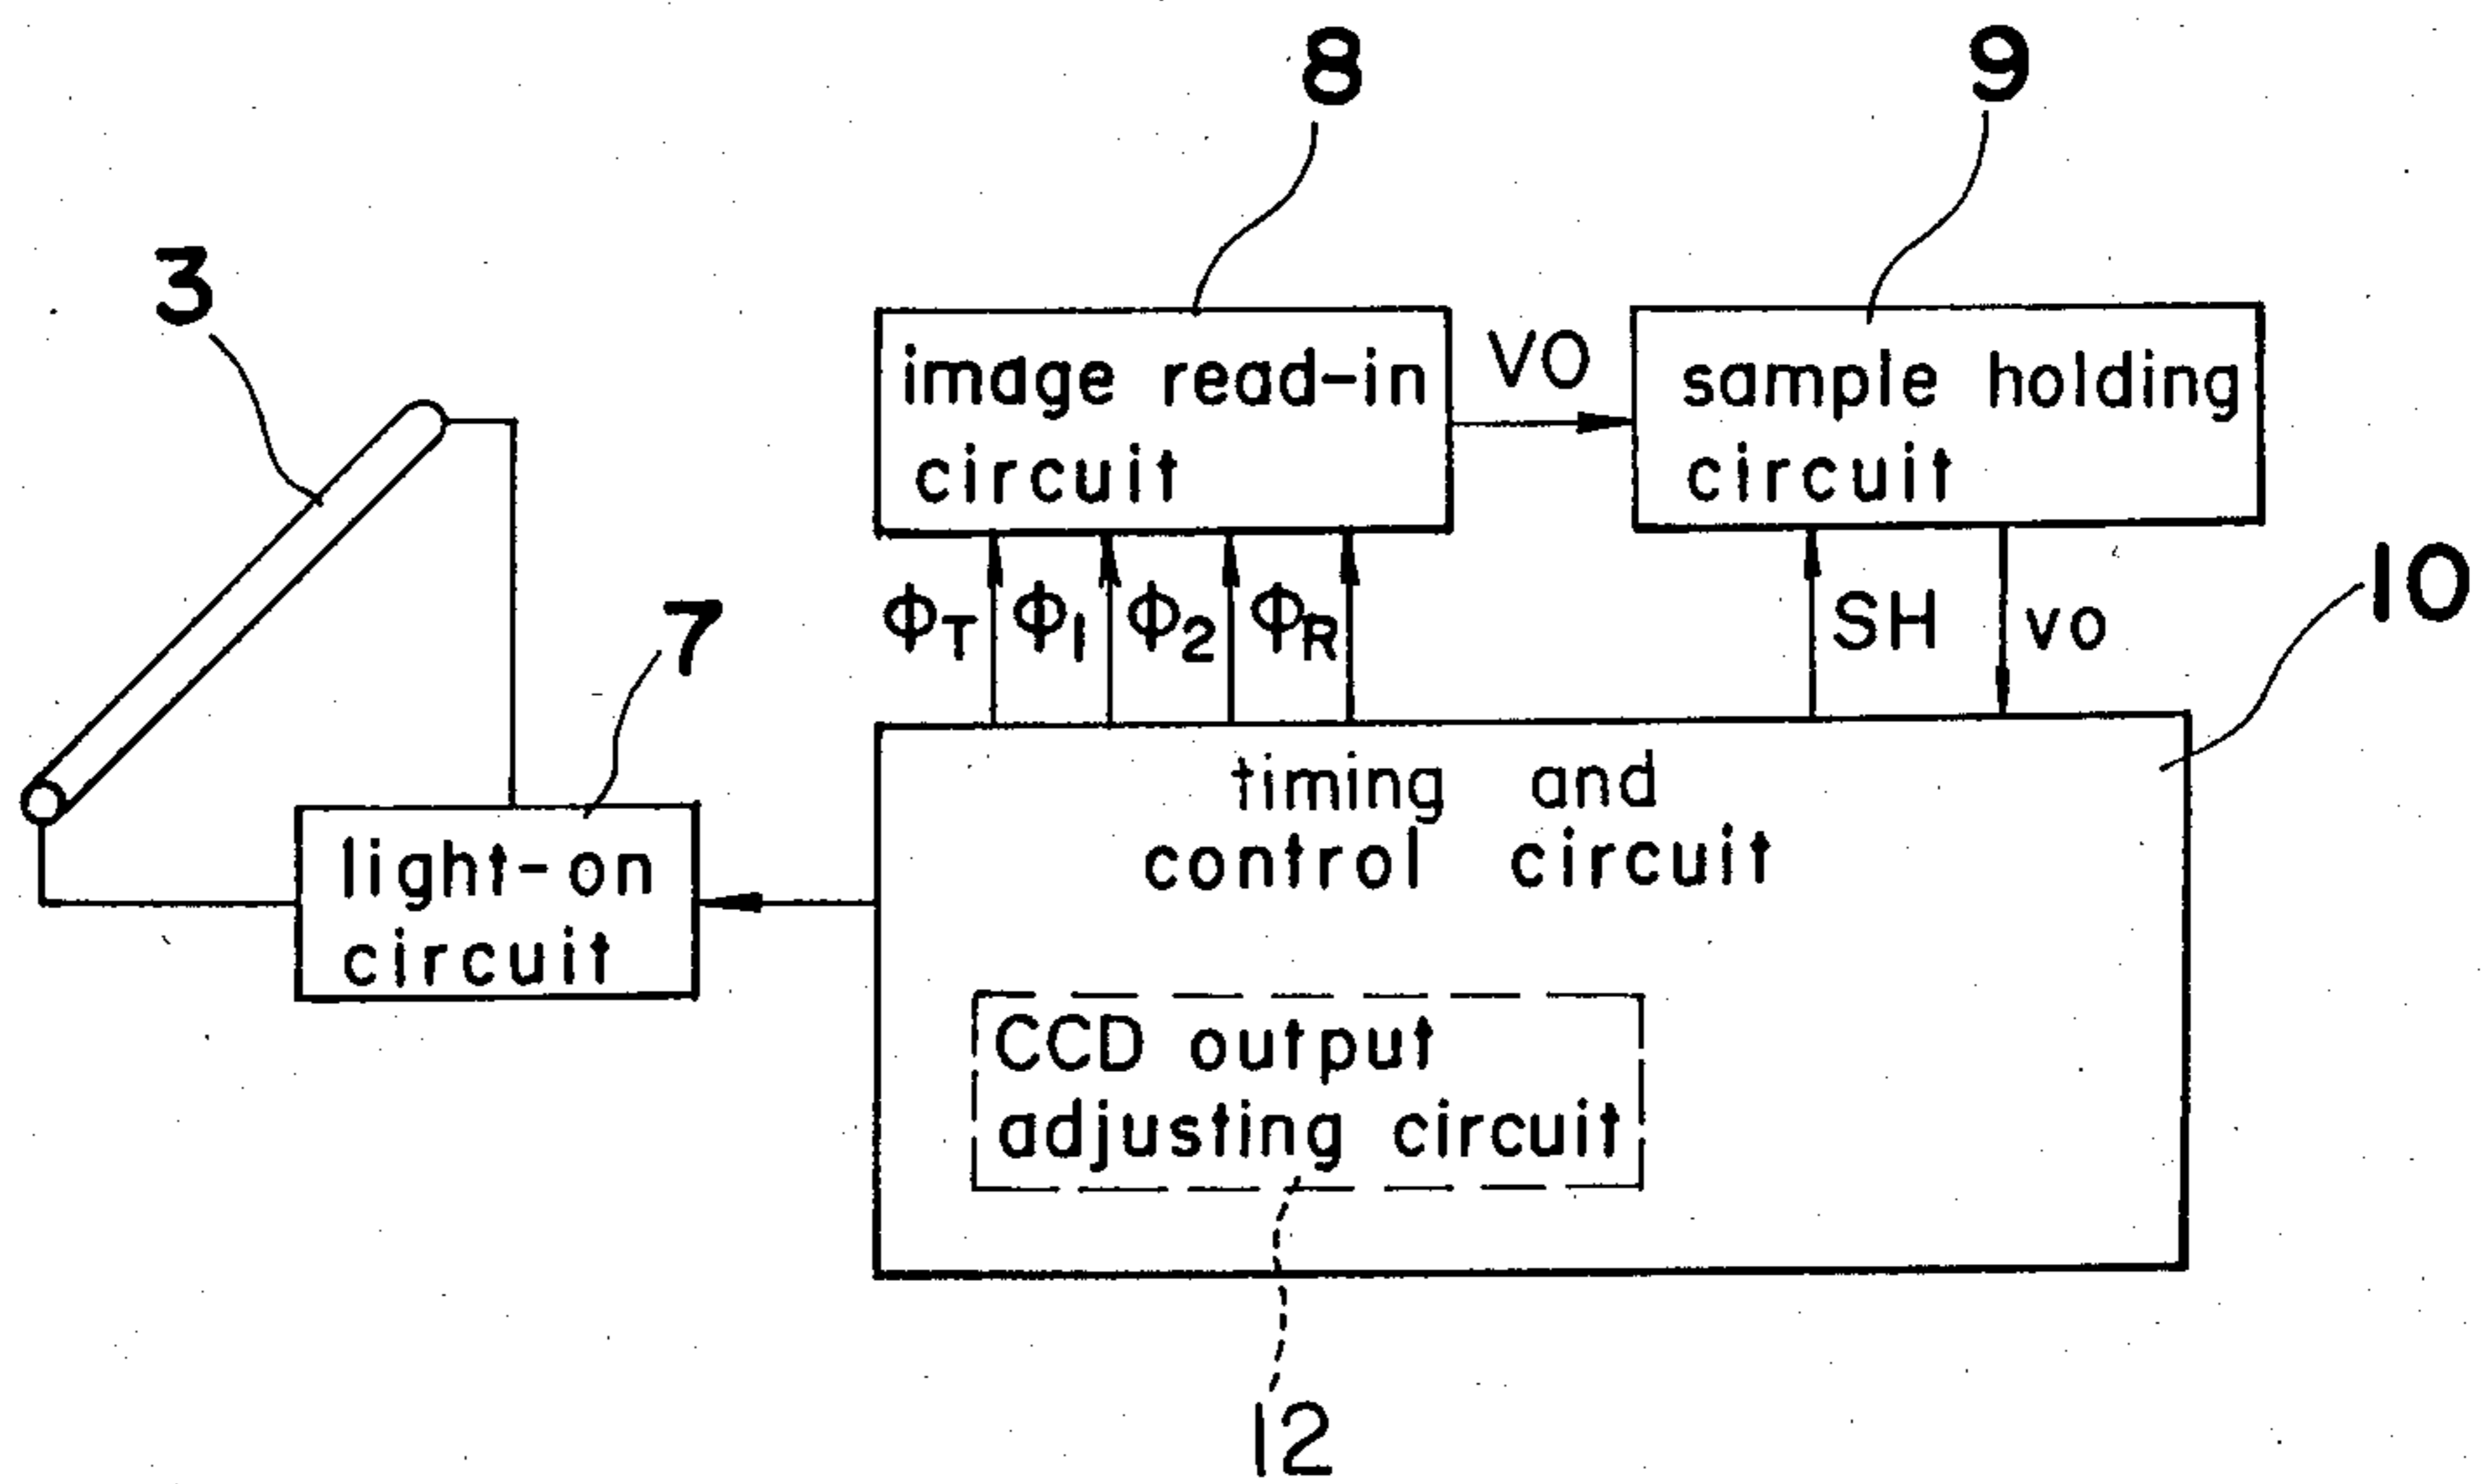 8
9
3
image read-in
circuit
VO
sample holding
circuit
7
ΦT Φ1 Φ2 ΦR
SH
vo
10
timing and
control circuit
light-on
circuit
CCD output
adjusting circuit
12